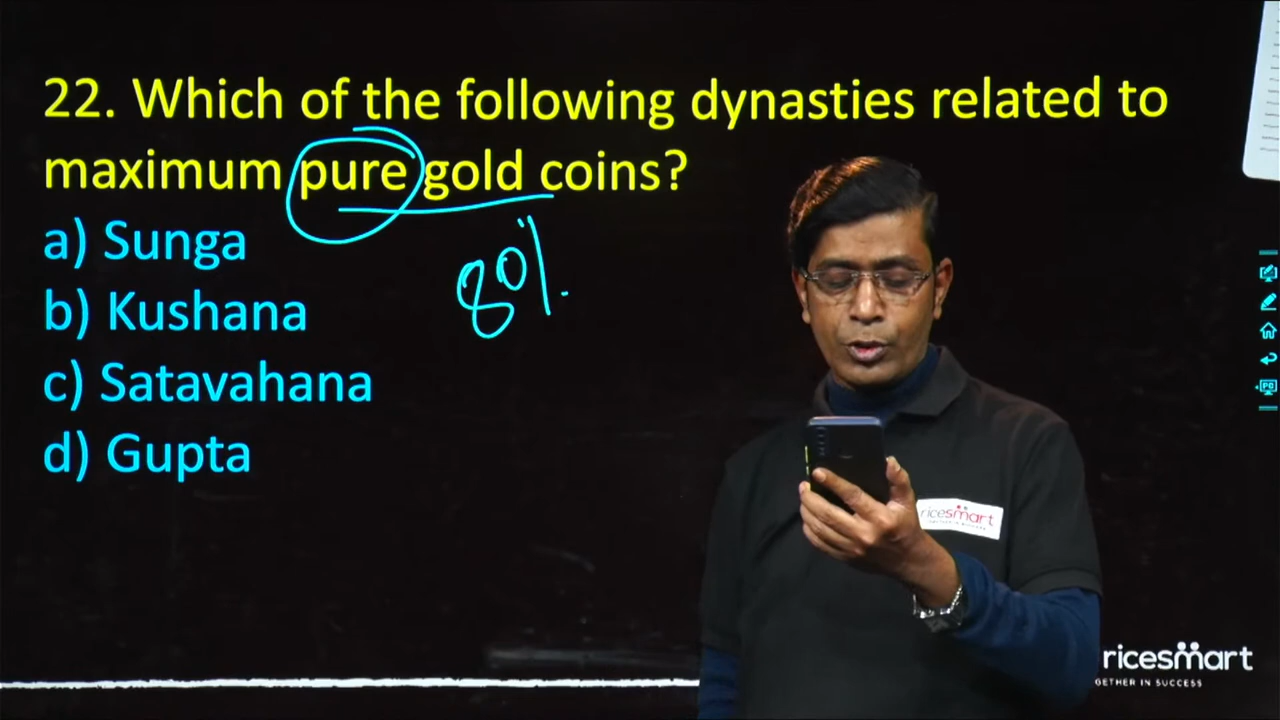 22. Which of the following dynasties related to
maximum pure gold coins?
80%.
a) Sunga
b) Kushana
c) Satavahana
d) Gupta
ricesmart
PC
ricesmart
GETHER IN SUCCESS